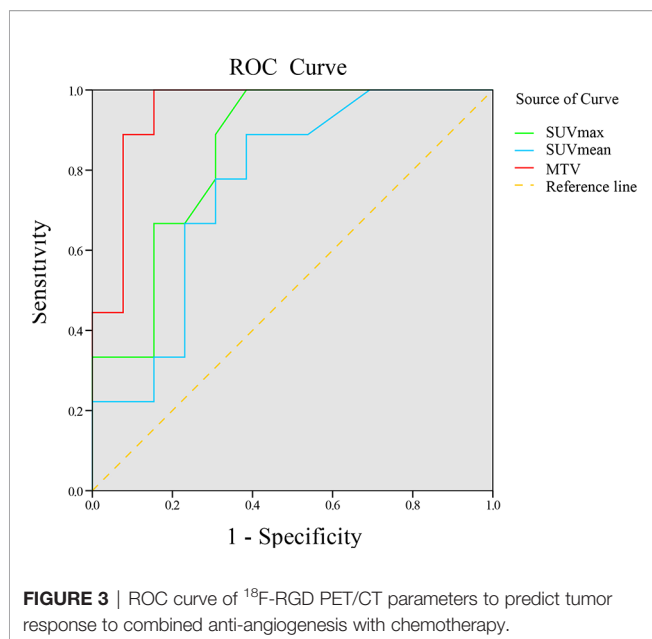 ROC Curve
Source of Curve
SUVmax
SUVmean
MTV
Reference line
Sensitivity
1.0
0.8
0.6
0.4
0.2
0.0
0.0 0.2 0.4 0.6 0.8 1.0
1 - Specificity
FIGURE 3 | ROC curve of ¹⁸F-RGD PET/CT parameters to predict tumor
response to combined anti-angiogenesis with chemotherapy.